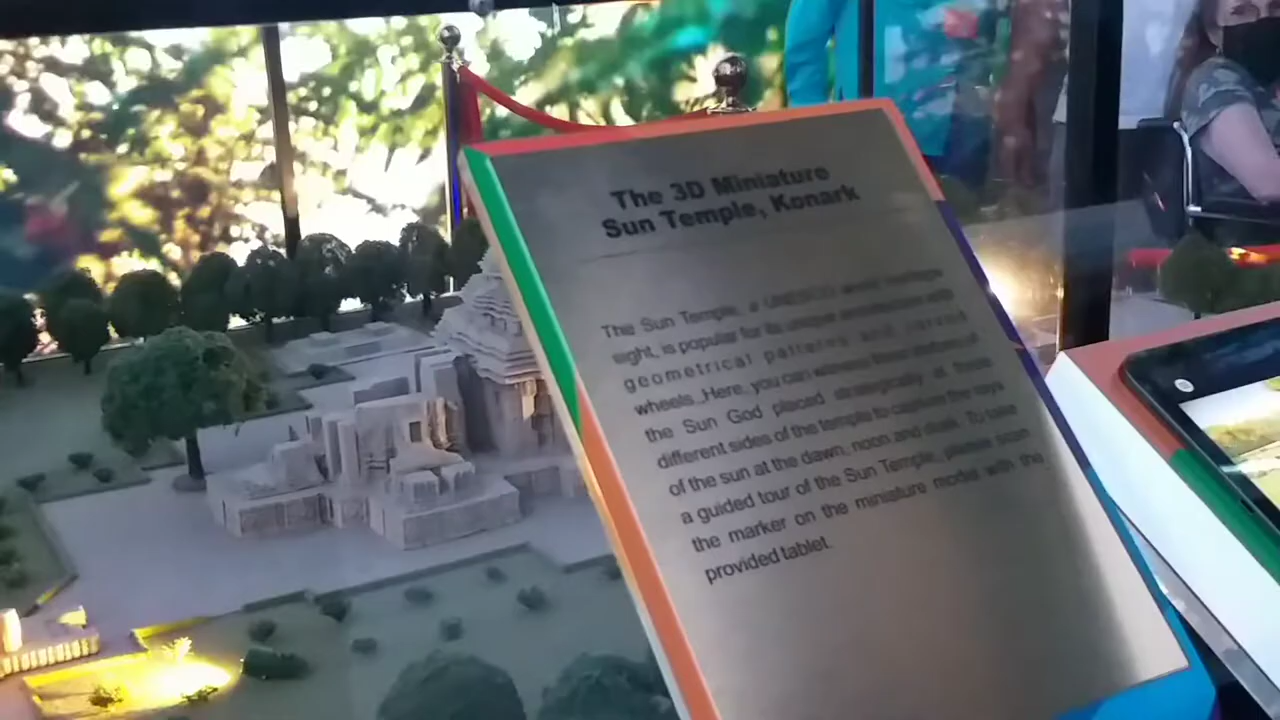 The 3D Miniature
Sun Temple, Konark
The Sun Temple, a UNESCO world heritage
sight, is popular for its unique architecture with
geometrical patterns and carved
wheels .Here, you can witness three statues of
the Sun God placed strategically at three
different sides of the temple to capture the rays
of the sun at the dawn, noon and dusk. To take
a guided tour of the Sun Temple, please scan
the marker on the miniature model with the
provided tablet.